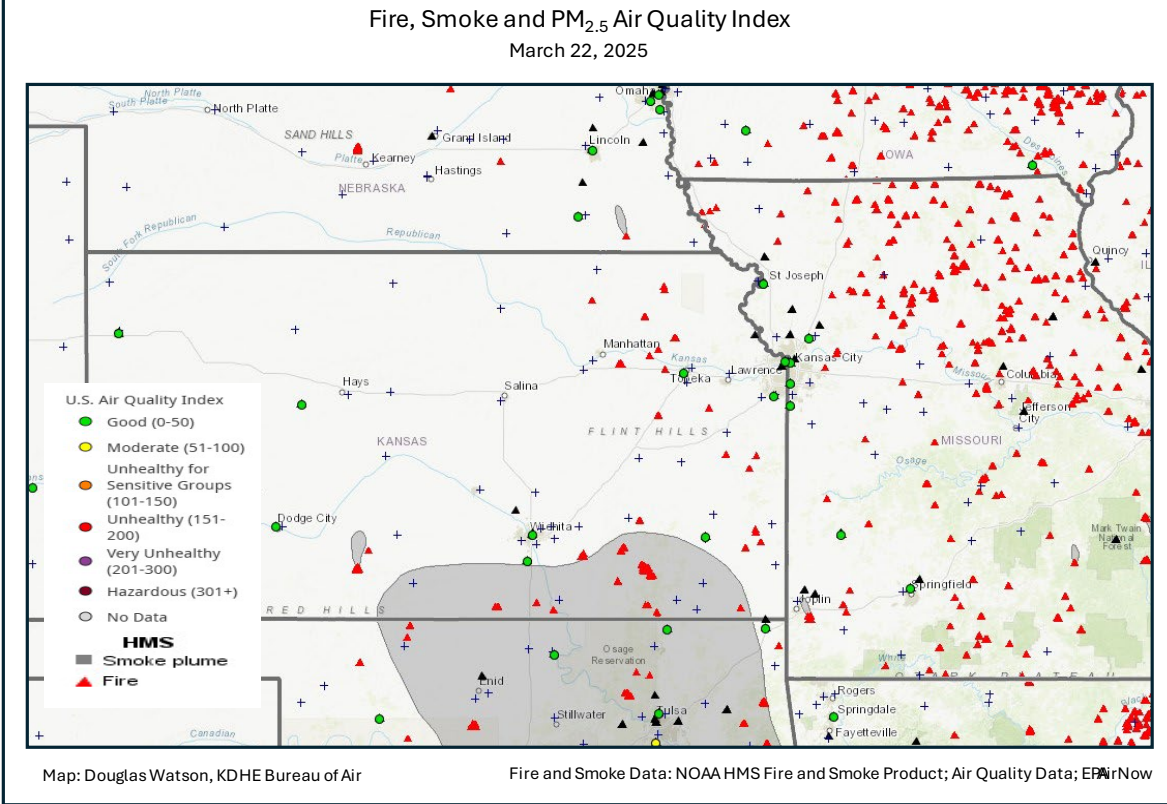 Fire, Smoke and PM2.5 Air Quality Index
March 22, 2025
North Platte
South Platte
North Platte
Omaha
SAND HILLS
Grand Island
Lincoln
Platte
Kearney
Hastings
NEBRASKA
IOWA
Des Moines
South Fork Republican
Republican
Quincy
IL
St Joseph
Manhattan
Kansas
Kansas City
Topeka
Lawrence
Missouri
Columbia
Hays
Salina
Jefferson
City
FLINT HILLS
KANSAS
MISSOURI
Osage
U.S. Air Quality Index
Good (0-50)
Moderate (51-100)
Unhealthy for
Sensitive Groups
(101-150)
Unhealthy (151-
200)
Very Unhealthy
(201-300)
Hazardous (301+)
No Data
HMS
Smoke plume
Fire
Dodge City
Wichita
Mark Twain
National
Forest
RED HILLS
Joplin
Springfield
Osage
Reservation
White
OZARK PLATEAU
Enid
Rogers
Stillwater
Tulsa
Springdale
Fayetteville
Canadian
Map: Douglas Watson, KDHE Bureau of Air
Fire and Smoke Data: NOAA HMS Fire and Smoke Product; Air Quality Data; EPA AirNow